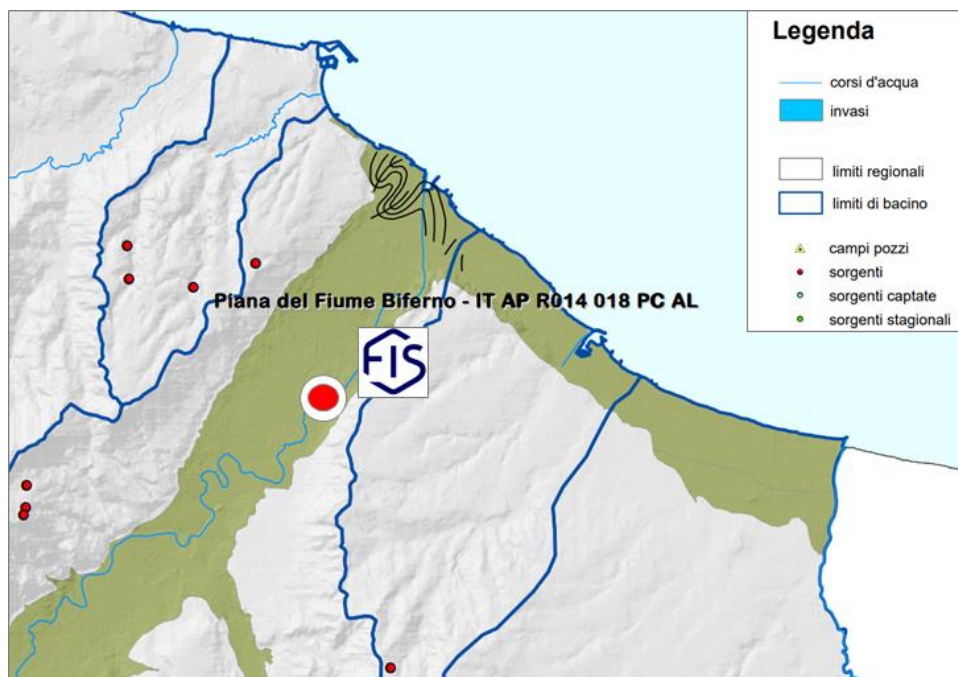 Legenda
corsi d'acqua
invasi
limiti regionali
limiti di bacino
campi pozzi
sorgenti
sorgenti captate
sorgenti stagionali
Piana del Fiume Biferno - IT AP R014 018 PC AL
FIS